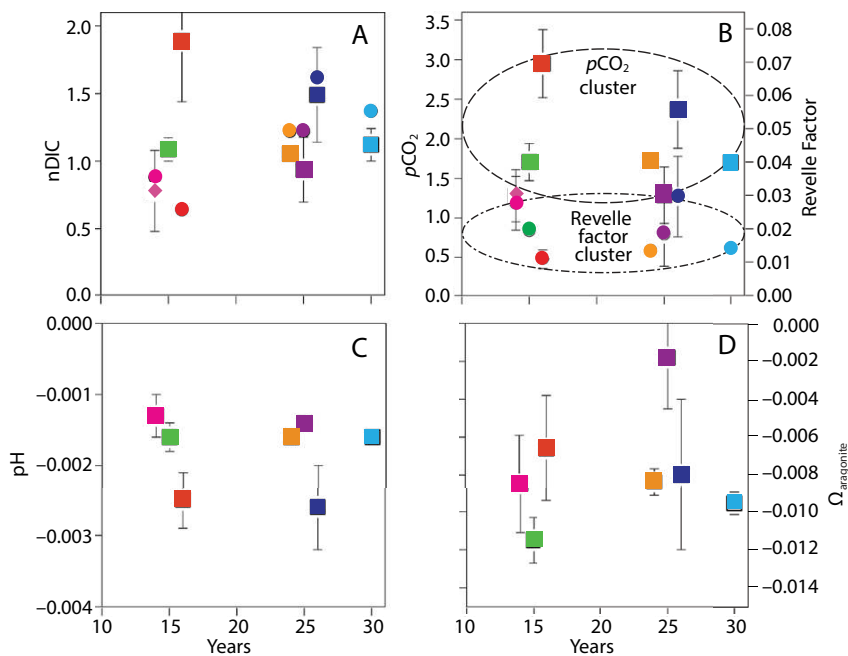 A
nDIC
2.0
1.5
1.0
0.5
0.0
B
pCO2
3.5
3.0
2.5
2.0
1.5
1.0
0.5
0.0
pCO2
cluster
Revelle
factor
cluster
0.08
0.07
0.06
0.05
0.04
0.03
0.02
0.01
0.00
Revelle Factor
C
pH
0.000
−0.001
−0.002
−0.003
−0.004
10
15
20
25
30
Years
D
0.000
−0.002
−0.004
−0.006
−0.008
−0.010
−0.012
−0.014
Ωaragonite
10
15
20
25
30
Years